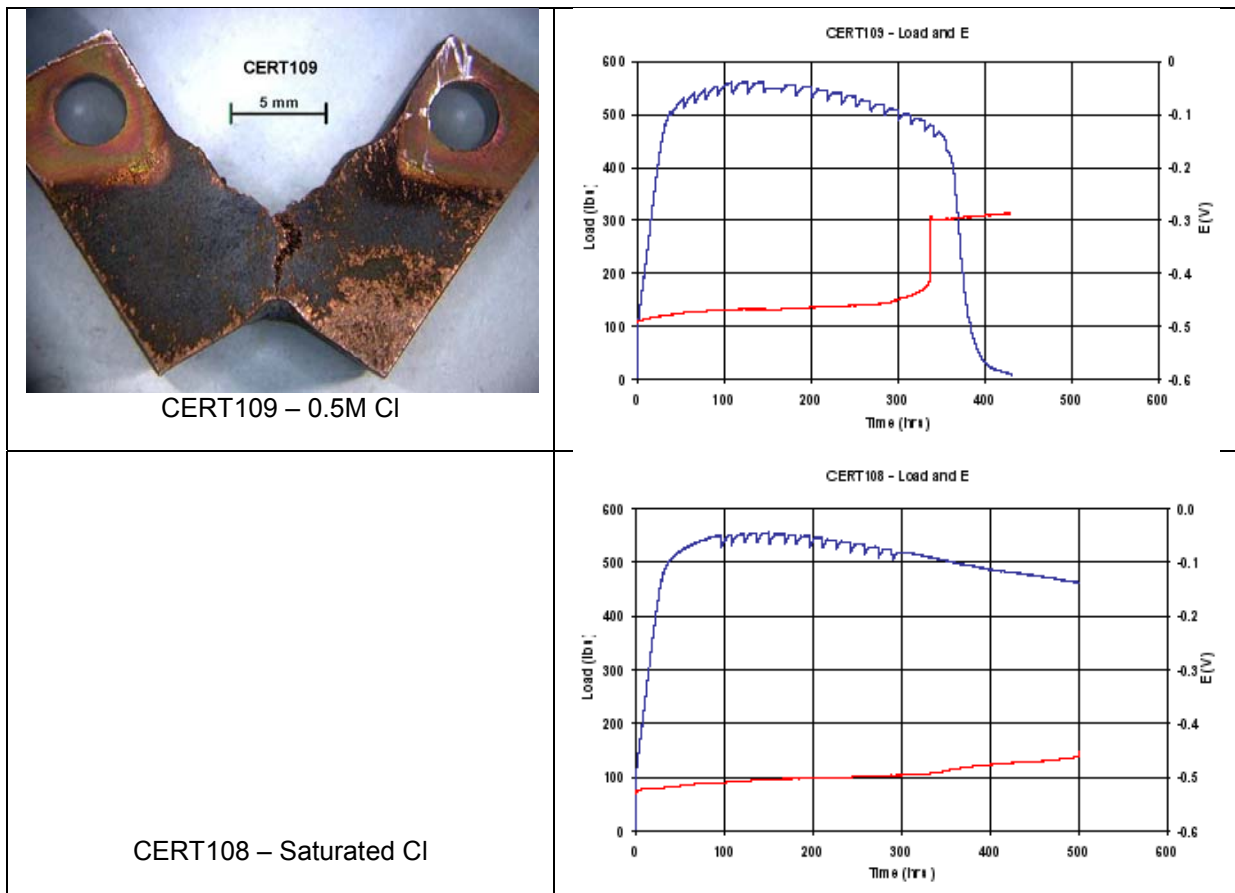 CERT109
5 mm
CERT109 – 0.5M Cl
CERT109 - Load and E
600
500
400
300
200
100
0
Load (lbs)
0
-0.1
-0.2
-0.3
-0.4
-0.5
-0.6
E (V)
0 100 200 300 400 500 600
Time (hrs)
CERT108 – Saturated Cl
CERT108 - Load and E
600
500
400
300
200
100
0
Load (lbs)
0.0
-0.1
-0.2
-0.3
-0.4
-0.5
-0.6
E (V)
0 100 200 300 400 500 600
Time (hrs)